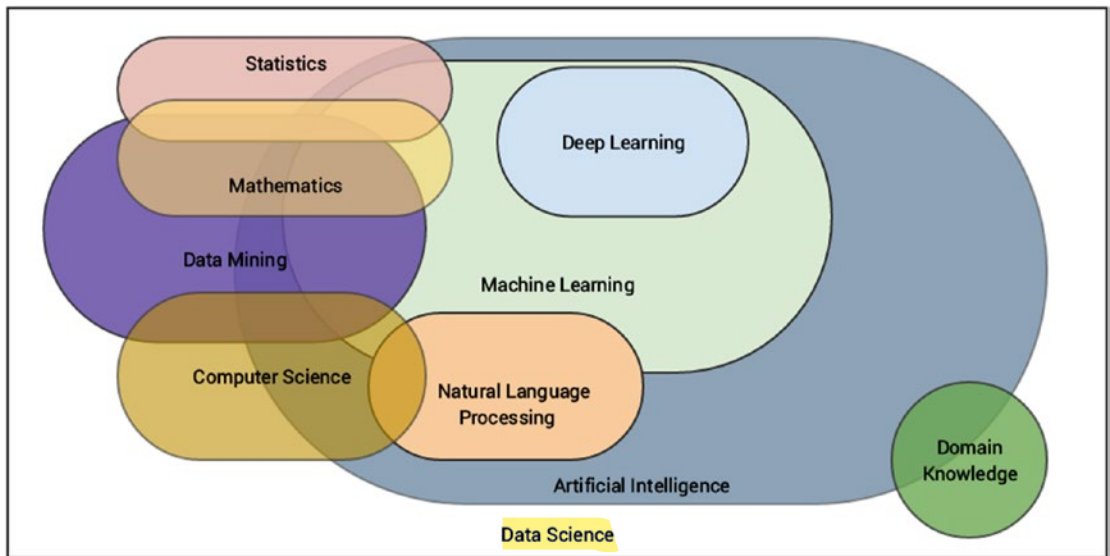 Statistics
Deep Learning
Mathematics
Data Mining
Machine Learning
Computer Science
Natural Language
Processing
Domain
Knowledge
Artificial Intelligence
Data Science